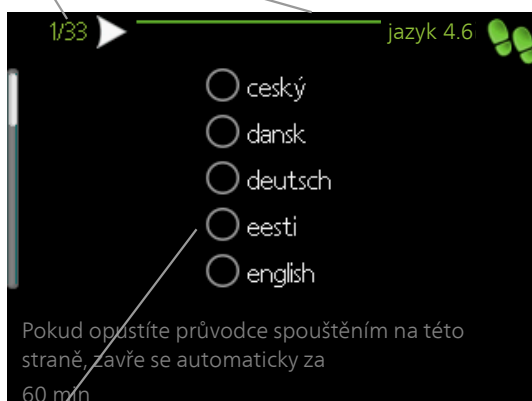 1/33
jazyk 4.6
ceský
dansk
deutsch
eesti
english
Pokud opustíte průvodce spouštěním na této
straně, zavře se automaticky za
60 min